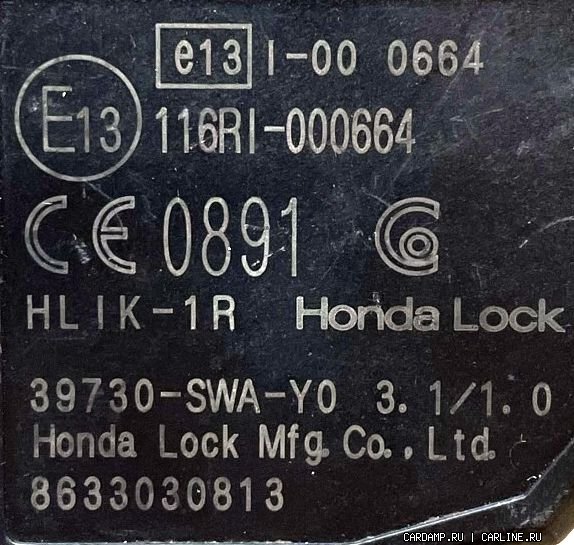 e13 I-00 0664
E13 116RI-000664
CE 0891
HLIK-1R Honda Lock
39730-SWA-Y0 3.1/1.0
Honda Lock Mfg.Co.,Ltd.
8633030813
CARDAMP.RU | CARLINE.RU